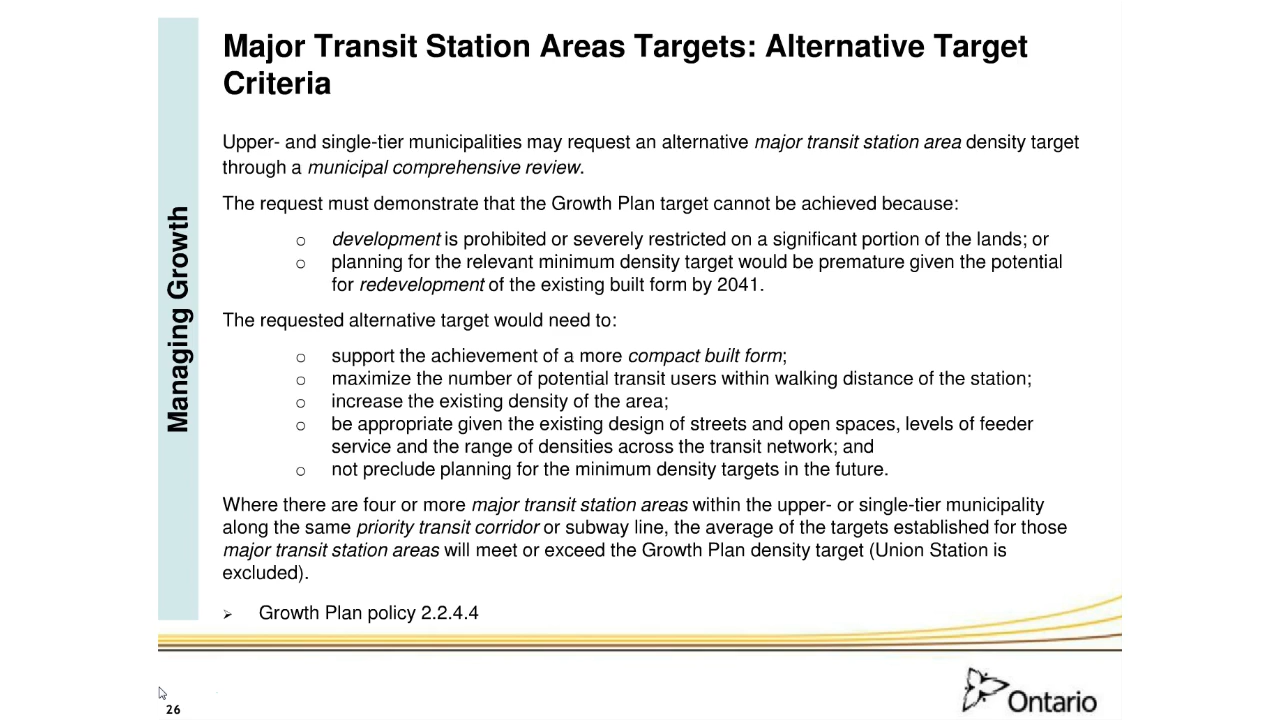 Major Transit Station Areas Targets: Alternative Target
Criteria
Upper- and single-tier municipalities may request an alternative major transit station area density target
through a municipal comprehensive review.
The request must demonstrate that the Growth Plan target cannot be achieved because:
o development is prohibited or severely restricted on a significant portion of the lands; or
o planning for the relevant minimum density target would be premature given the potential
for redevelopment of the existing built form by 2041.
The requested alternative target would need to:
o support the achievement of a more compact built form;
o maximize the number of potential transit users within walking distance of the station;
o increase the existing density of the area;
o be appropriate given the existing design of streets and open spaces, levels of feeder
service and the range of densities across the transit network; and
o not preclude planning for the minimum density targets in the future.
Where there are four or more major transit station areas within the upper- or single-tier municipality
along the same priority transit corridor or subway line, the average of the targets established for those
major transit station areas will meet or exceed the Growth Plan density target (Union Station is
excluded).
➢ Growth Plan policy 2.2.4.4
Managing Growth
26
Ontario